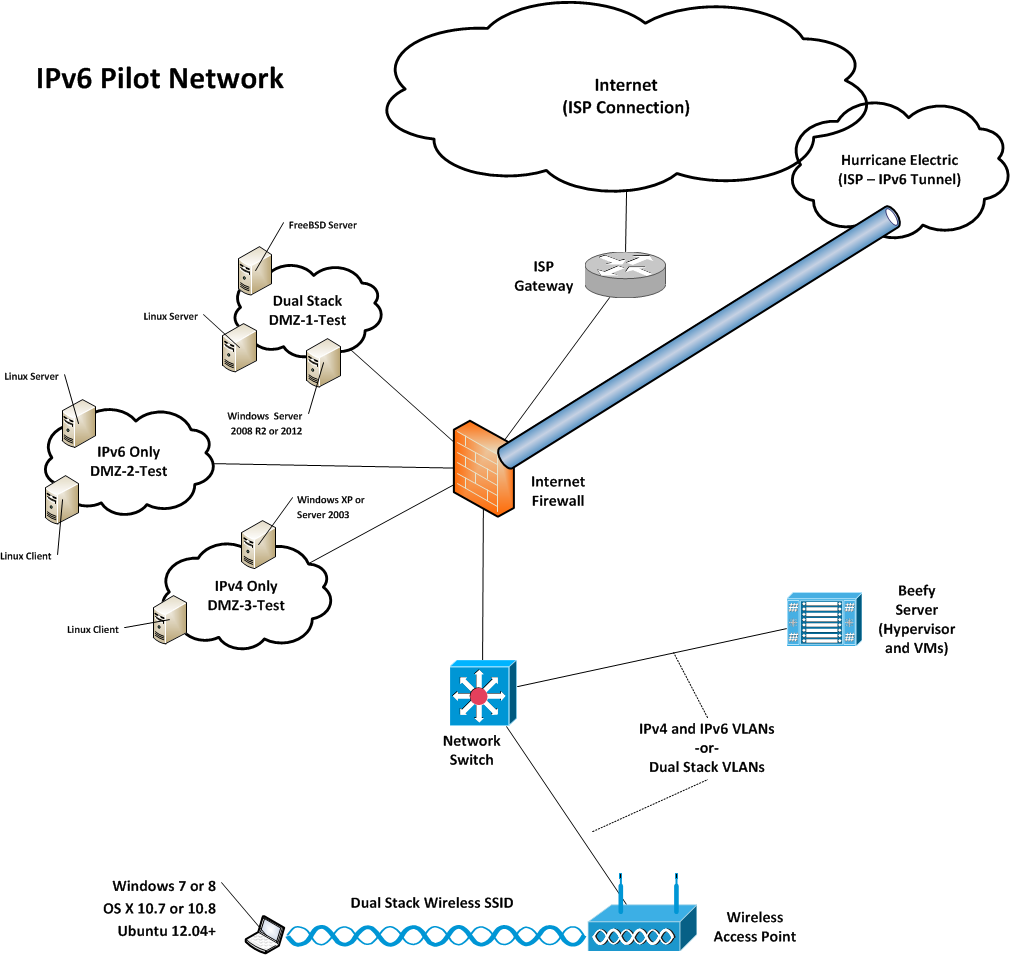 IPv6 Pilot Network
Internet
(ISP Connection)
Hurricane Electric
(ISP – IPv6 Tunnel)
ISP
Gateway
FreeBSD Server
Dual Stack
DMZ-1-Test
Linux Server
Windows Server
2008 R2 or 2012
Linux Server
IPv6 Only
DMZ-2-Test
Linux Client
Internet
Firewall
Windows XP or
Server 2003
IPv4 Only
DMZ-3-Test
Linux Client
Beefy
Server
(Hypervisor
and VMs)
Network
Switch
IPv4 and IPv6 VLANs
-or-
Dual Stack VLANs
Windows 7 or 8
OS X 10.7 or 10.8
Ubuntu 12.04+
Dual Stack Wireless SSID
Wireless
Access Point